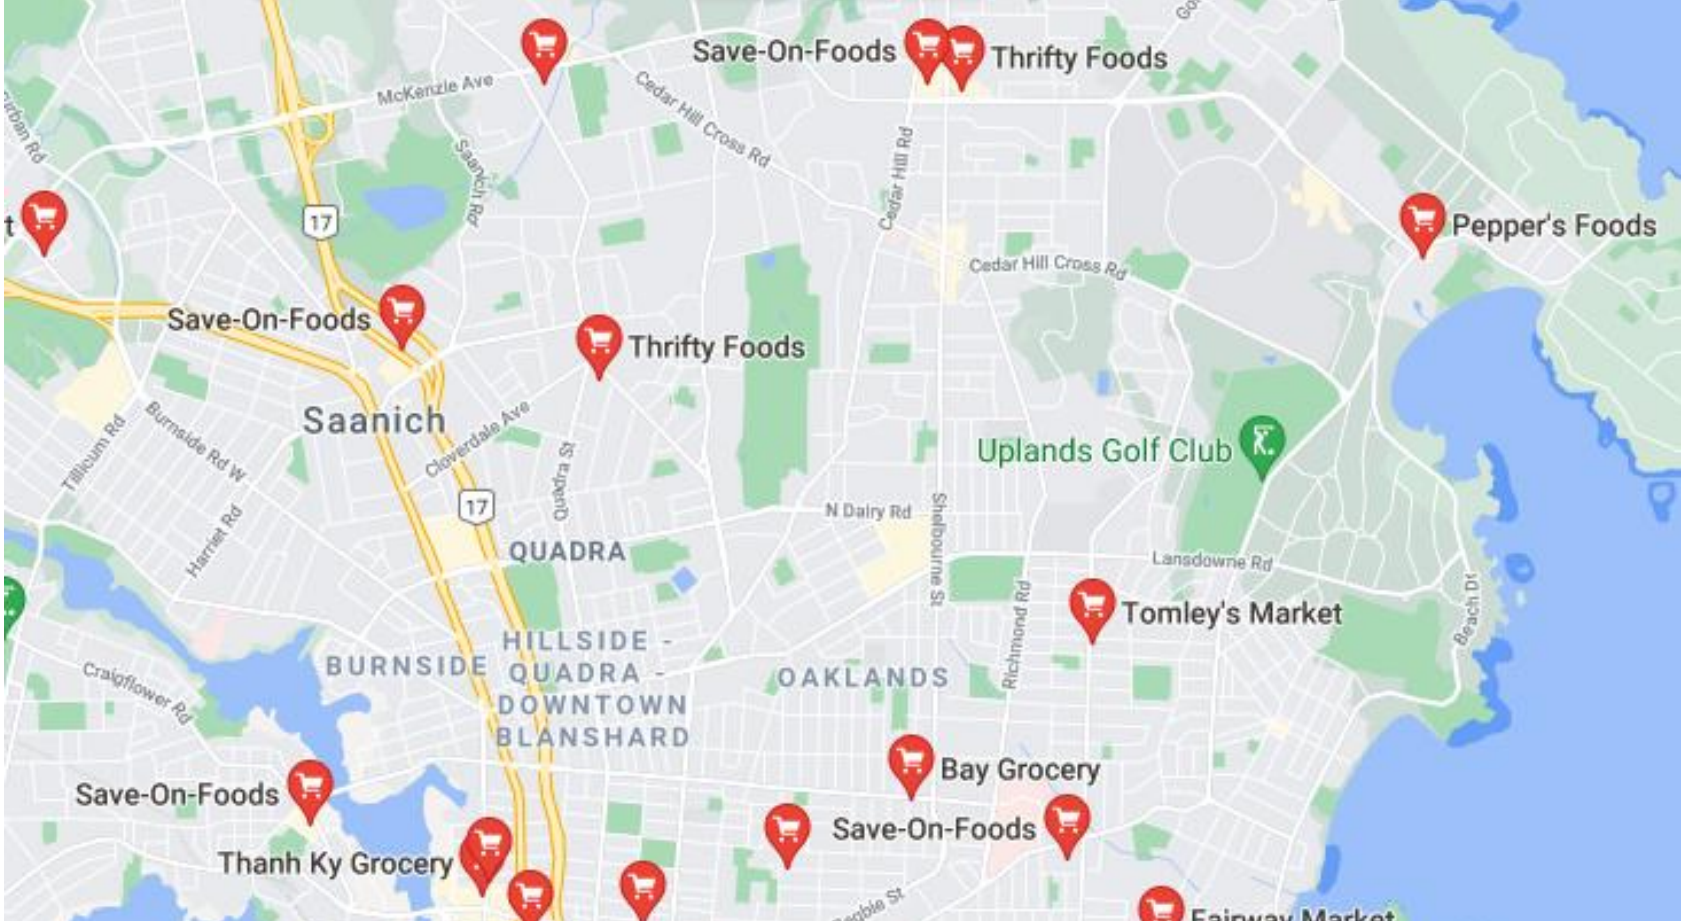 Save-On-Foods
Thrifty Foods
McKenzie Ave
Cedar Hill Cross Rd
Saanich Rd
Cedar Hill Rd
t
17
Pepper's Foods
Cedar Hill Cross Rd
Save-On-Foods
Thrifty Foods
Saanich
Cloverdale Ave
Burnside Rd W
Tillicum Rd
Uplands Golf Club
Quadra St
17
N Dairy Rd
Shelbourne St
Harriet Rd
QUADRA
Lansdowne Rd
Richmond Rd
Tomley's Market
Beach Dr
BURNSIDE
HILLSIDE -
QUADRA -
DOWNTOWN
BLANSHARD
OAKLANDS
Craigflower Rd
Bay Grocery
Save-On-Foods
Save-On-Foods
Thanh Ky Grocery
Fairway Market